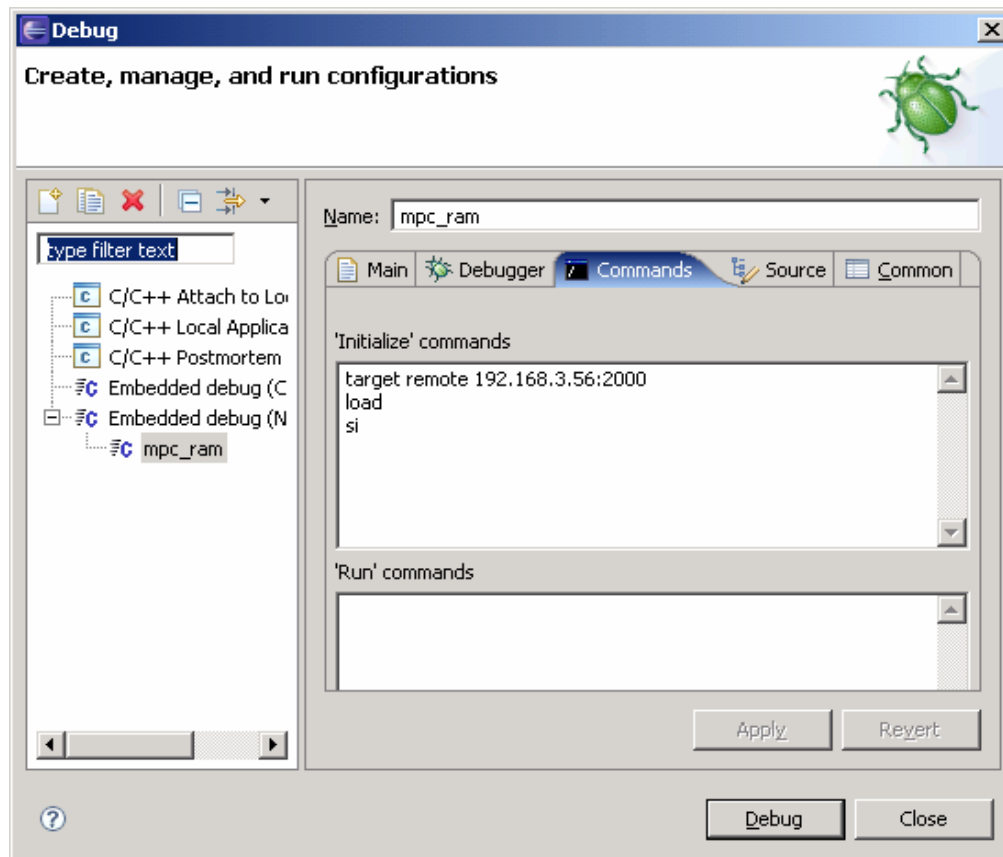 Debug
Create, manage, and run configurations
type filter text
C/C++ Attach to Lo
C/C++ Local Applica
C/C++ Postmortem
Embedded debug (C
Embedded debug (N
mpc_ram
Name: mpc_ram
Main Debugger Commands Source Common
'Initialize' commands
target remote 192.168.3.56:2000
load
si
'Run' commands
Apply Revert
Debug Close